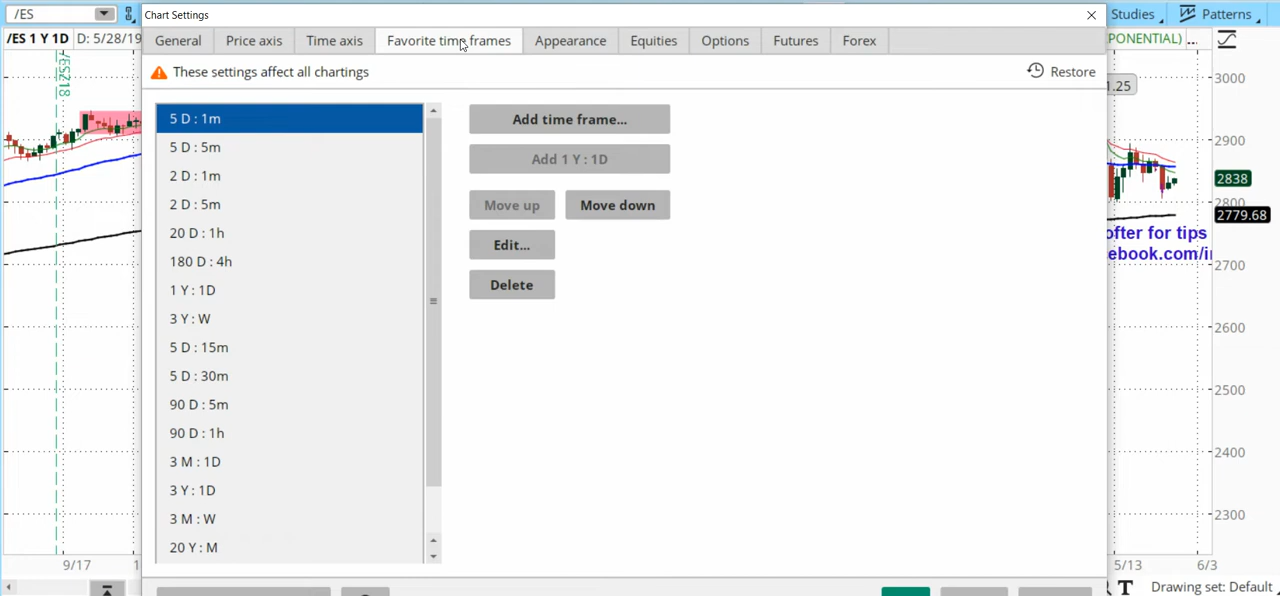 /ES
Chart Settings
Studies
Patterns
/ES 1 Y 1D
D: 5/28/19
General
Price axis
Time axis
Favorite time frames
Appearance
Equities
Options
Futures
Forex
PONENTIAL)
...
These settings affect all chartings
Restore
1.25
3000
5 D : 1m
Add time frame...
5 D : 5m
Add 1 Y : 1D
2900
2 D : 1m
2838
2 D : 5m
Move up
Move down
2800
2779.68
20 D : 1h
Edit...
ofter for tips
180 D : 4h
ebook.com/i
2700
1 Y : 1D
Delete
3 Y : W
2600
5 D : 15m
5 D : 30m
2500
90 D : 5m
90 D : 1h
2400
3 M : 1D
3 Y : 1D
3 M : W
2300
20 Y : M
9/17
1
5/13
6/3
T
Drawing set: Default